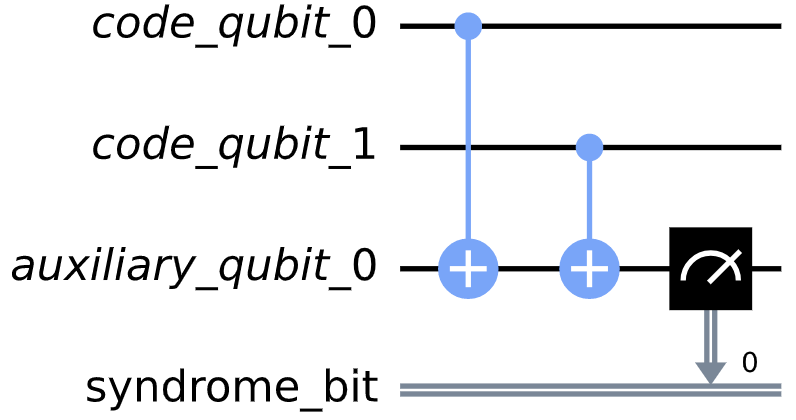 code_qubit_0
code_qubit_1
auxiliary_qubit_0
0
syndrome_bit